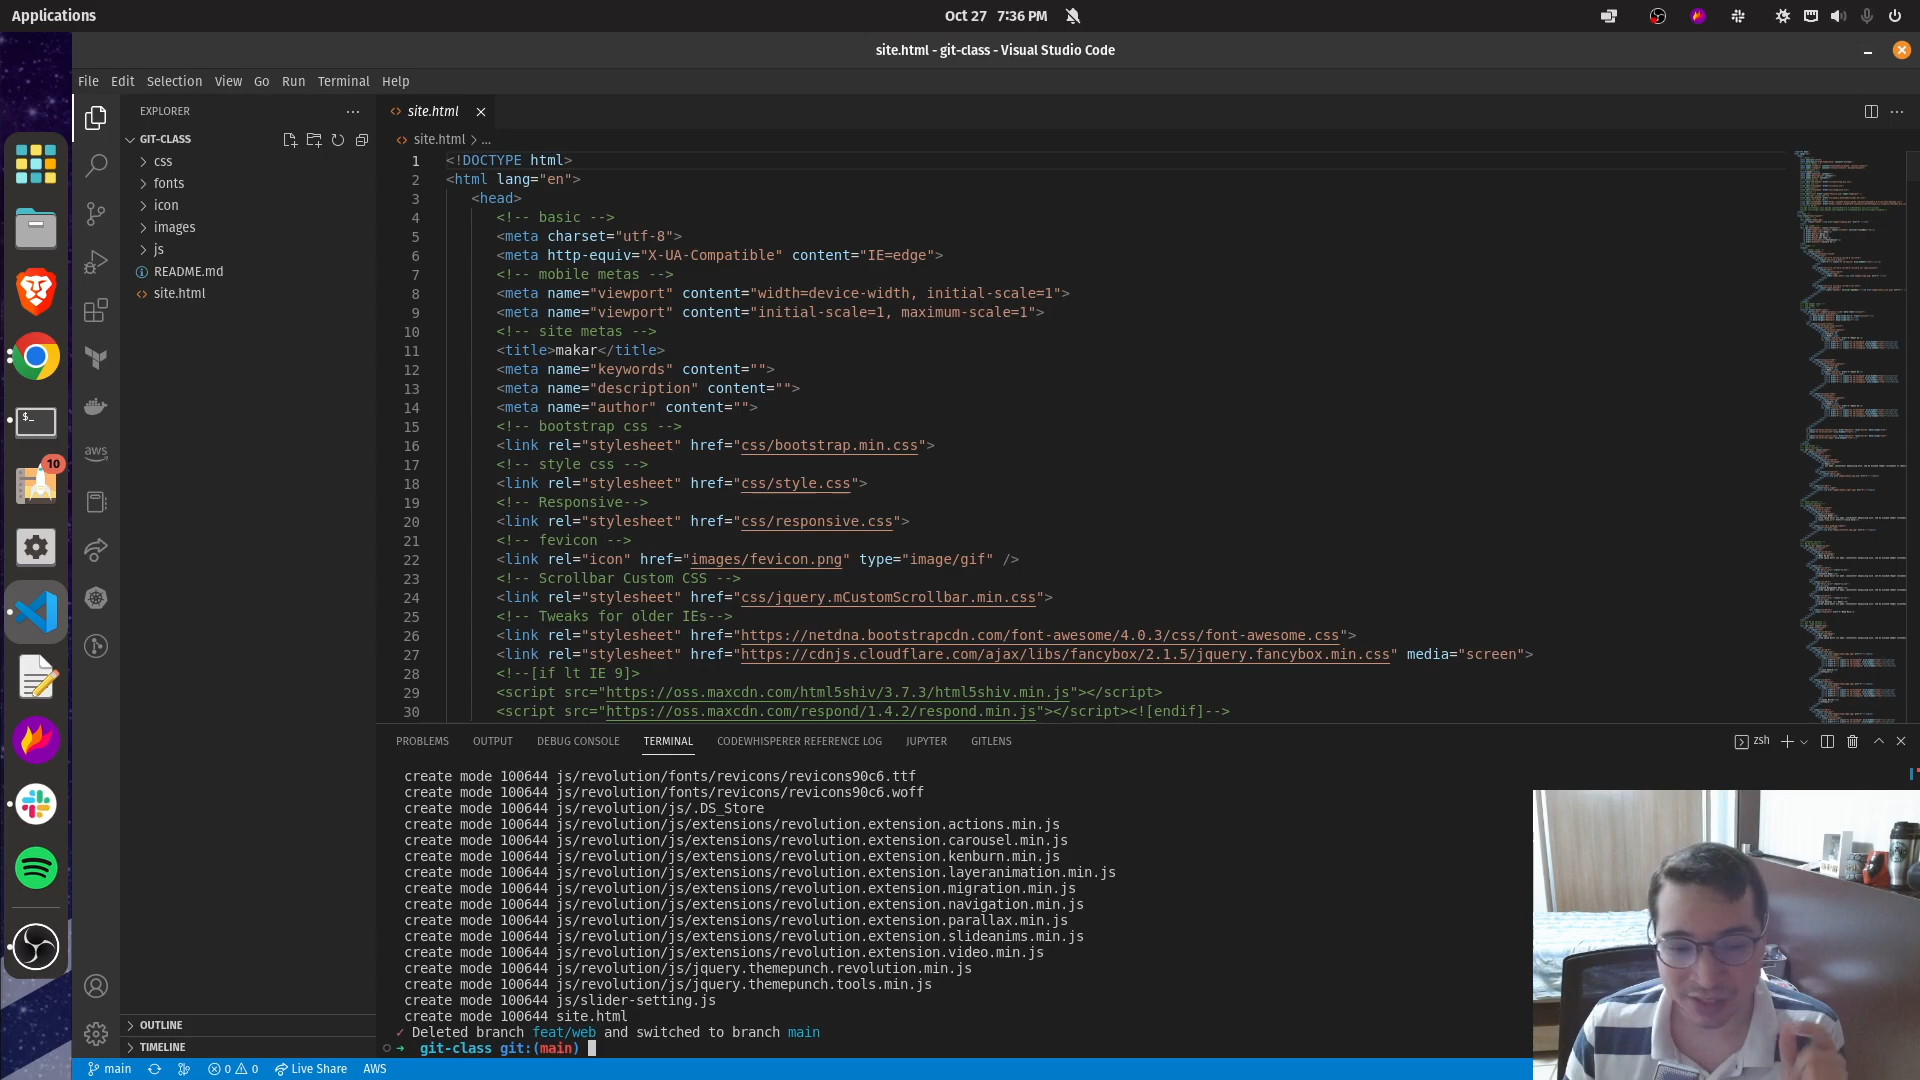 Applications
Oct 27 7:36 PM
site.html - git-class - Visual Studio Code
File Edit Selection View Go Run Terminal Help
EXPLORER
GIT-CLASS
css
fonts
icon
images
js
README.md
site.html
OUTLINE
TIMELINE
aws
10
$_
site.html
site.html > ...
1 <!DOCTYPE html>
2 <html lang="en">
3 <head>
4 <!-- basic -->
5 <meta charset="utf-8">
6 <meta http-equiv="X-UA-Compatible" content="IE=edge">
7 <!-- mobile metas -->
8 <meta name="viewport" content="width=device-width, initial-scale=1">
9 <meta name="viewport" content="initial-scale=1, maximum-scale=1">
10 <!-- site metas -->
11 <title>makar</title>
12 <meta name="keywords" content="">
13 <meta name="description" content="">
14 <meta name="author" content="">
15 <!-- bootstrap css -->
16 <link rel="stylesheet" href="css/bootstrap.min.css">
17 <!-- style css -->
18 <link rel="stylesheet" href="css/style.css">
19 <!-- Responsive-->
20 <link rel="stylesheet" href="css/responsive.css">
21 <!-- fevicon -->
22 <link rel="icon" href="images/fevicon.png" type="image/gif" />
23 <!-- Scrollbar Custom CSS -->
24 <link rel="stylesheet" href="css/jquery.mCustomScrollbar.min.css">
25 <!-- Tweaks for older IEs-->
26 <link rel="stylesheet" href="https://netdna.bootstrapcdn.com/font-awesome/4.0.3/css/font-awesome.css">
27 <link rel="stylesheet" href="https://cdnjs.cloudflare.com/ajax/libs/fancybox/2.1.5/jquery.fancybox.min.css" media="screen">
28 <!--[if lt IE 9]>
29 <script src="https://oss.maxcdn.com/html5shiv/3.7.3/html5shiv.min.js"></script>
30 <script src="https://oss.maxcdn.com/respond/1.4.2/respond.min.js"></script><![endif]-->
PROBLEMS OUTPUT DEBUG CONSOLE TERMINAL CODEWHISPERER REFERENCE LOG JUPYTER GITLENS
zsh
create mode 100644 js/revolution/fonts/revicons/revicons90c6.ttf
create mode 100644 js/revolution/fonts/revicons/revicons90c6.woff
create mode 100644 js/revolution/js/.DS_Store
create mode 100644 js/revolution/js/extensions/revolution.extension.actions.min.js
create mode 100644 js/revolution/js/extensions/revolution.extension.carousel.min.js
create mode 100644 js/revolution/js/extensions/revolution.extension.kenburn.min.js
create mode 100644 js/revolution/js/extensions/revolution.extension.layeranimation.min.js
create mode 100644 js/revolution/js/extensions/revolution.extension.migration.min.js
create mode 100644 js/revolution/js/extensions/revolution.extension.navigation.min.js
create mode 100644 js/revolution/js/extensions/revolution.extension.parallax.min.js
create mode 100644 js/revolution/js/extensions/revolution.extension.slideanims.min.js
create mode 100644 js/revolution/js/extensions/revolution.extension.video.min.js
create mode 100644 js/revolution/js/jquery.themepunch.revolution.min.js
create mode 100644 js/revolution/js/jquery.themepunch.tools.min.js
create mode 100644 js/slider-setting.js
create mode 100644 site.html
✓ Deleted branch feat/web and switched to branch main
➜ git-class git:(main)
main 0 0 Live Share AWS